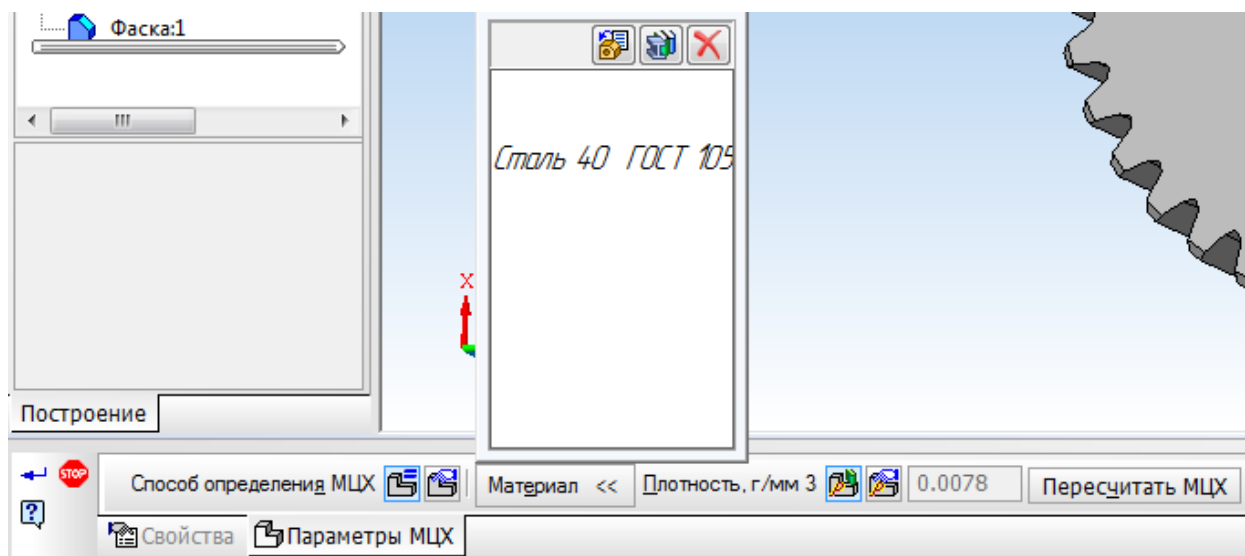 Фаска:1
Сталь 40 ГОСТ 105
X
Построение
STOP
Способ определения МЦХ
Материал <<
Плотность, г/мм 3
0.0078
Пересчитать МЦХ
Свойства
Параметры МЦХ